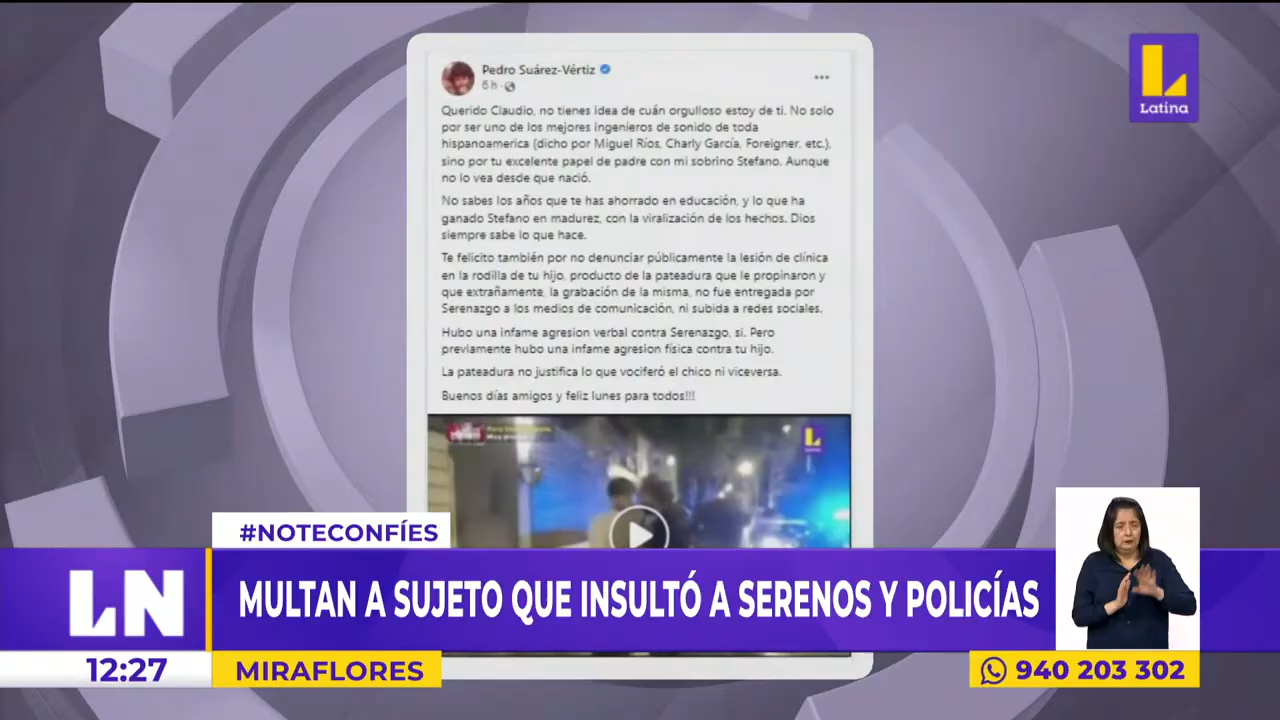 Pedro Suárez-Vértiz
6 h ·
Querido Claudio, no tienes idea de cuán orgulloso estoy de ti. No solo
por ser uno de los mejores ingenieros de sonido de toda
hispanoamerica (dicho por Miguel Ríos, Charly García, Foreigner, etc.),
sino por tu excelente papel de padre con mi sobrino Stefano. Aunque
no lo vea desde que nació.
No sabes los años que te has ahorrado en educación, y lo que ha
ganado Stefano en madurez, con la viralización de los hechos. Dios
siempre sabe lo que hace.
Te felicito también por no denunciar públicamente la lesión de clínica
en la rodilla de tu hijo, producto de la pateadura que le propinaron y
que extrañamente, la grabación de la misma, no fue entregada por
Serenazgo a los medios de comunicación, ni subida a redes sociales.
Hubo una infame agresion verbal contra Serenazgo, si. Pero
previamente hubo una infame agresion física contra tu hijo.
La pateadura no justifica lo que vociferó el chico ni viceversa.
Buenos días amigos y feliz lunes para todos!!!
Latina
#NOTECONFÍES
LN
MULTAN A SUJETO QUE INSULTÓ A SERENOS Y POLICÍAS
12:27
MIRAFLORES
940 203 302